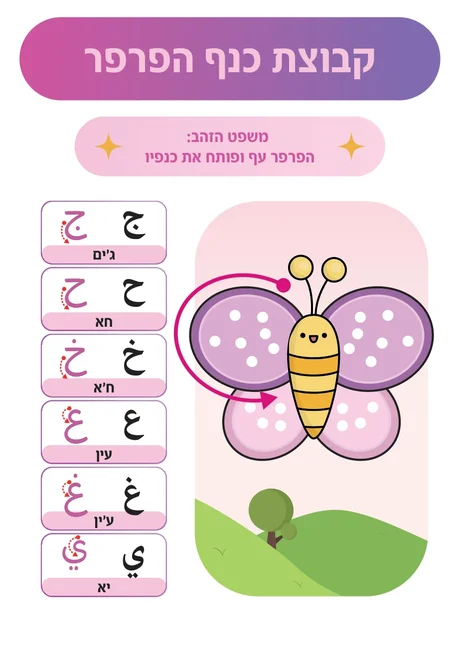 קבוצת כנף הפרפר
משפט הזהב:
הפרפר עף ופותח את כנפיו
ج ج
ג'ים
ح ح
חא
خ خ
ח'א
ع ع
עין
غ غ
ע'ין
ي ي
יא